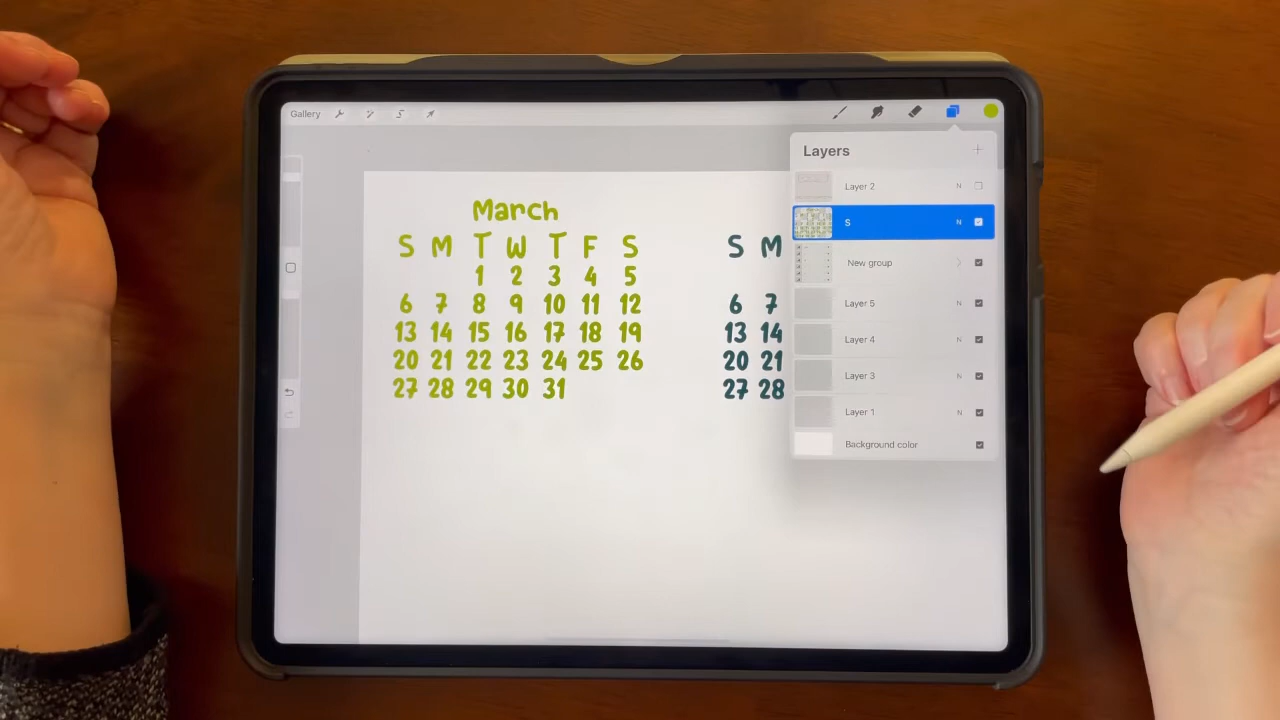 Gallery
Layers
Layer 2 N
S N
New group
Layer 5 N
Layer 4 N
Layer 3 N
Layer 1 N
Background color
March
S M T W T F S
1 2 3 4 5
6 7 8 9 10 11 12
13 14 15 16 17 18 19
20 21 22 23 24 25 26
27 28 29 30 31
S M
6 7
13 14
20 21
27 28